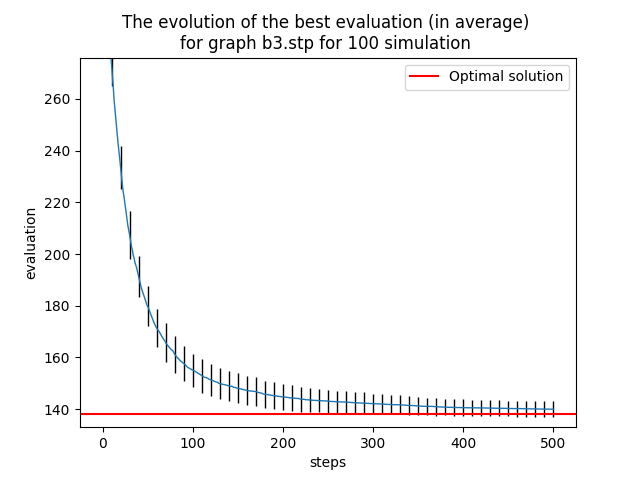 The evolution of the best evaluation (in average)
for graph b3.stp for 100 simulation
Optimal solution
260
240
220
200
180
160
140
evaluation
0 100 200 300 400 500
steps